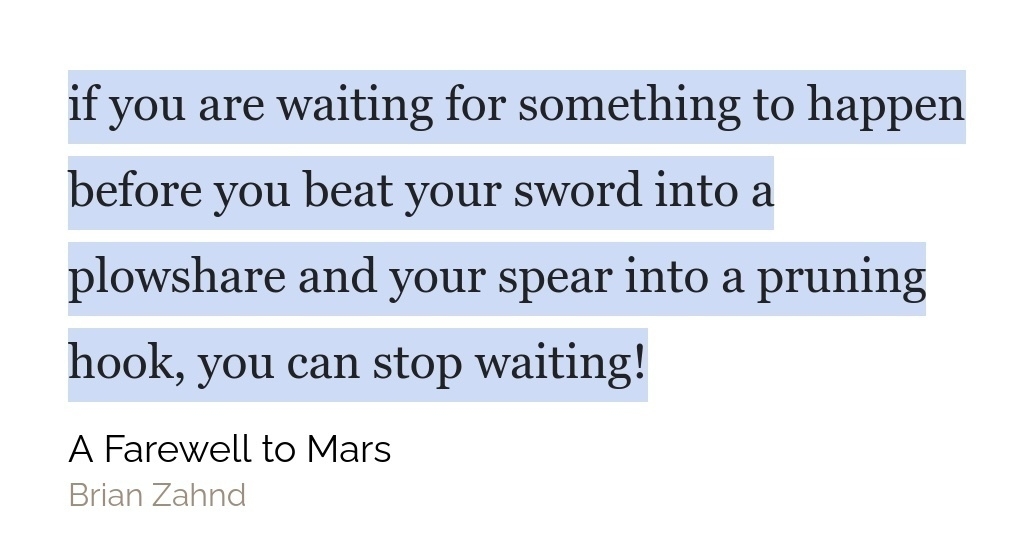 if you are waiting for something to happen
before you beat your sword into a
plowshare and your spear into a pruning
hook, you can stop waiting!
A Farewell to Mars
Brian Zahnd